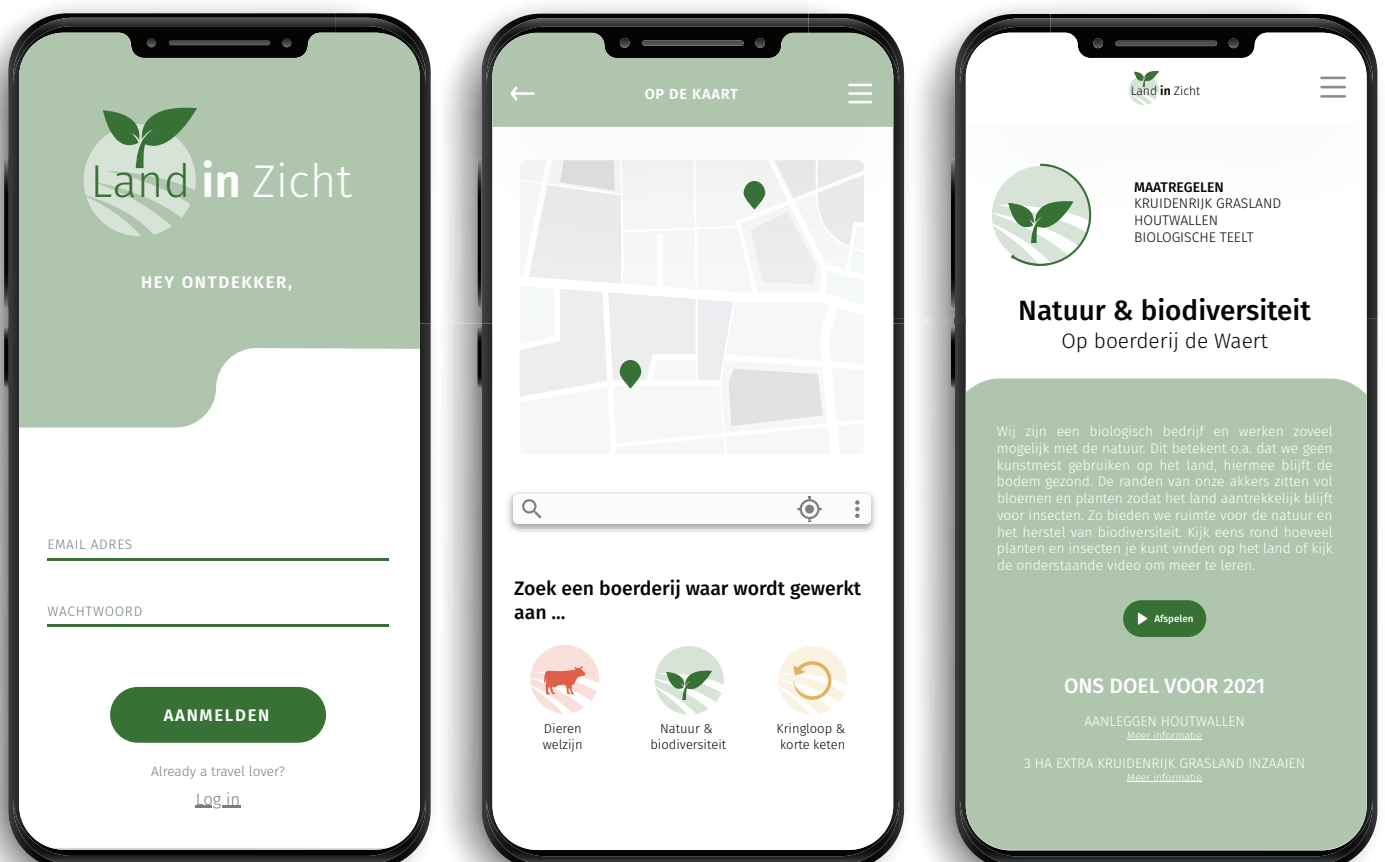 Land in Zicht
HEY ONTDEKKER,
EMAIL ADRES
WACHTWOORD
AANMELDEN
Already a travel lover?
Log in
OP DE KAART
Zoek een boerderij waar wordt gewerkt
aan ...
Dieren
welzijn
Natuur &
biodiversiteit
Kringloop &
korte keten
Land in Zicht
MAATREGELEN
KRUIDENRIJK GRASLAND
HOUTWALLEN
BIOLOGISCHE TEELT
Natuur & biodiversiteit
Op boerderij de Waert
Wij zijn een biologisch bedrijf en werken zoveel
mogelijk met de natuur. Dit betekent o.a. dat we geen
kunstmest gebruiken op het land, hiermee blijft de
bodem gezond. De randen van onze akkers zitten vol
bloemen en planten zodat het land aantrekkelijk blijft
voor insecten. Zo bieden we ruimte voor de natuur en
het herstel van biodiversiteit. Kijk eens rond hoeveel
planten en insecten je kunt vinden op het land of kijk
de onderstaande video om meer te leren.
Afspelen
ONS DOEL VOOR 2021
AANLEGGEN HOUTWALLEN
Meer informatie
3 HA EXTRA KRUIDENRIJK GRASLAND INZAAIEN
Meer informatie